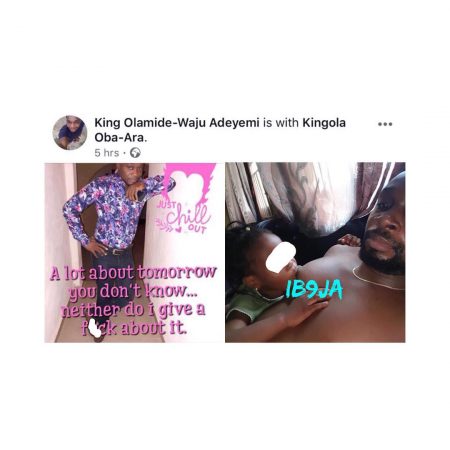 King Olamide-Waju Adeyemi is with Kingola
Oba-Ara.
5 hrs ·
JUST
chill
OUT
A lot about tomorrow
you don't know...
neither do i give a
f ck about it.
IB9JA